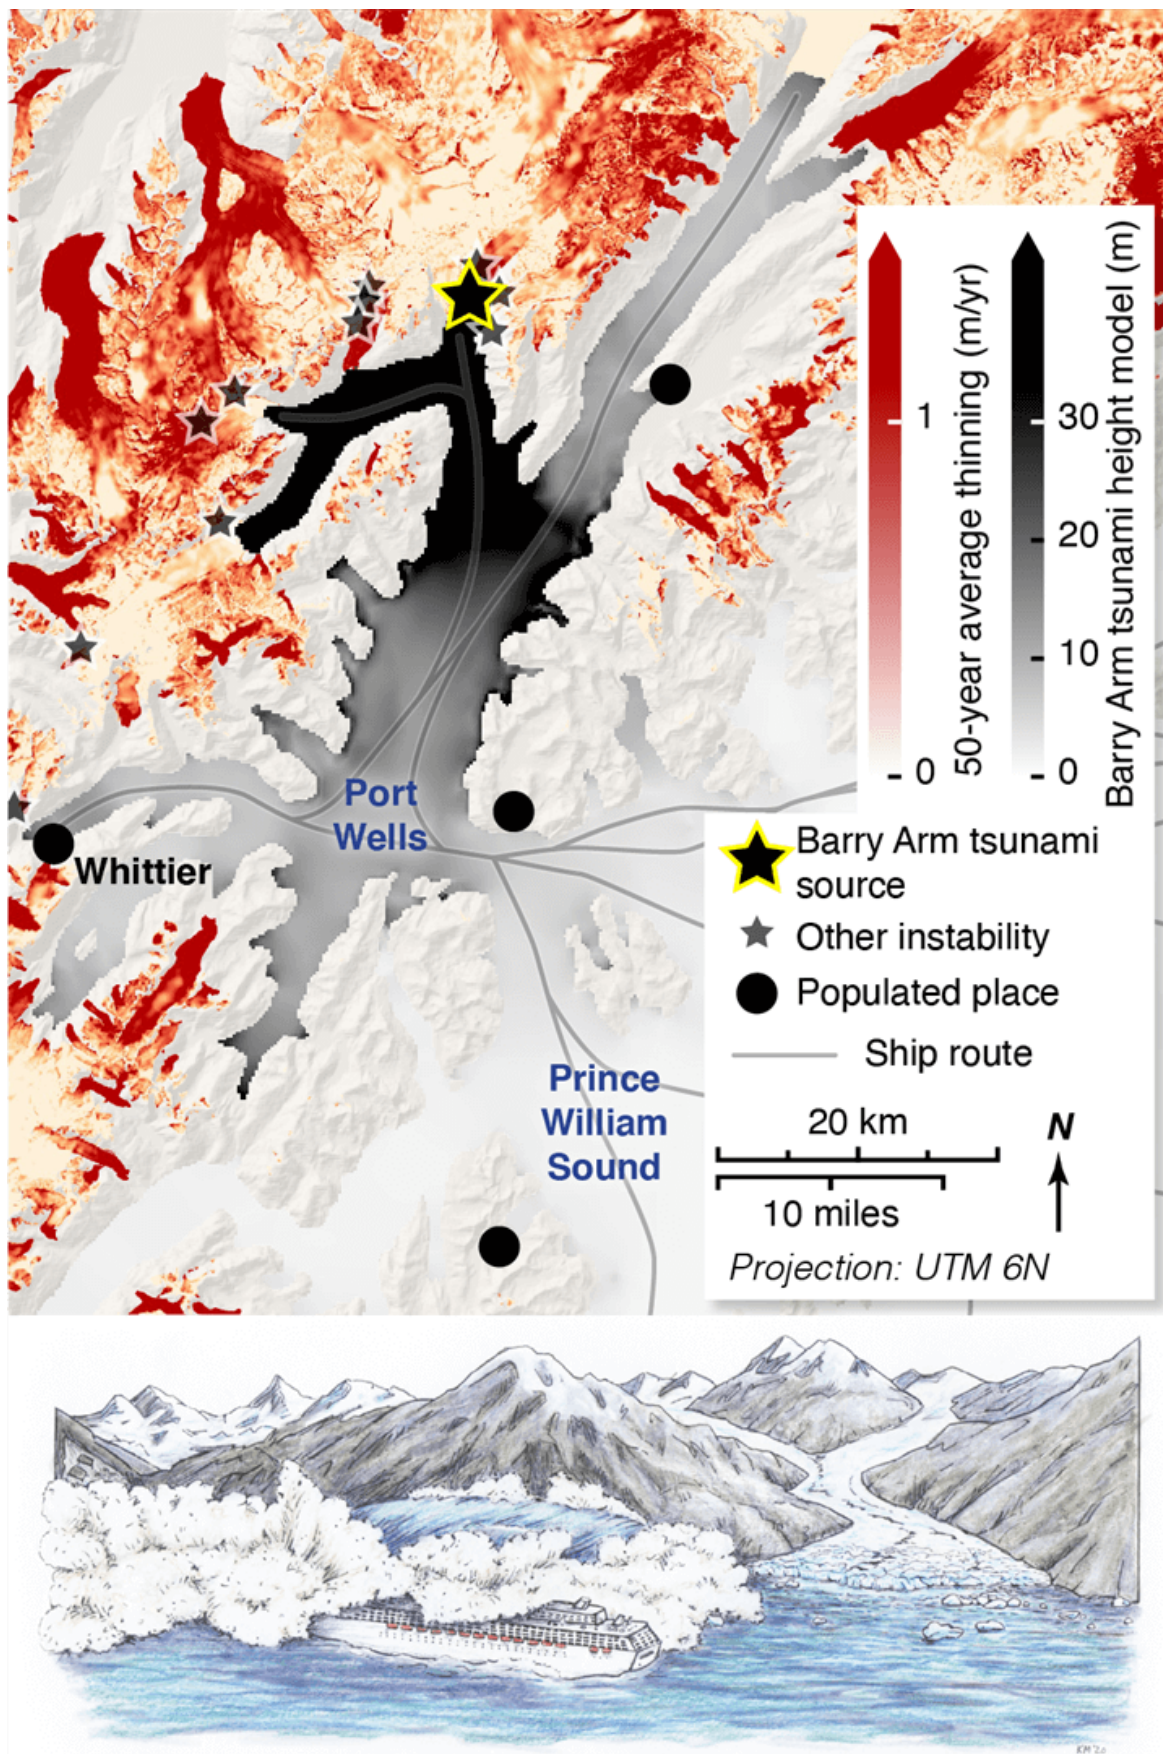 Port
Wells
Whittier
Prince
William
Sound
1
0
50-year average thinning (m/yr)
30
20
10
0
Barry Arm tsunami height model (m)
Barry Arm tsunami
source
Other instability
Populated place
Ship route
20 km
10 miles
N
Projection: UTM 6N
KM'20